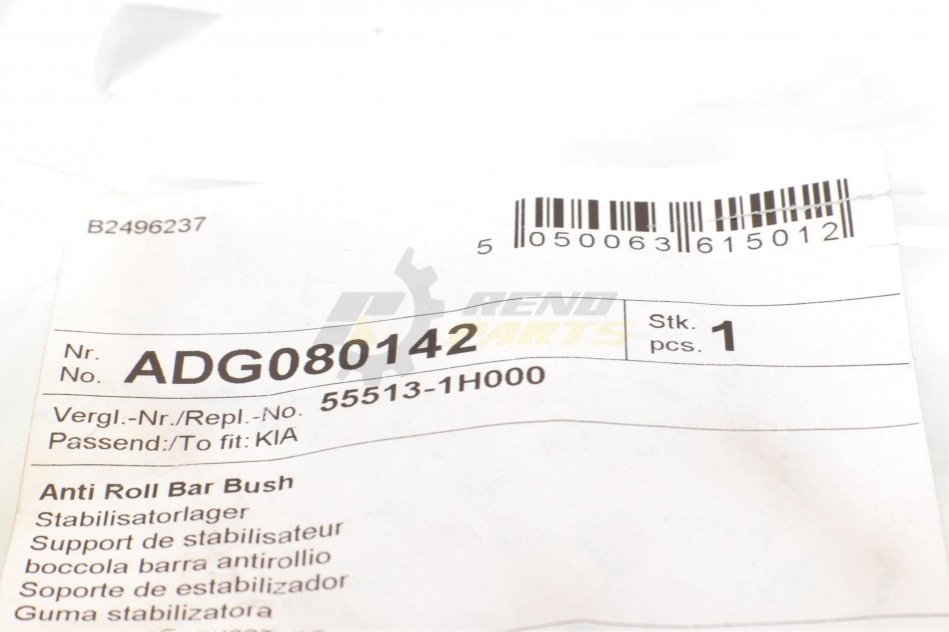 B2496237
5 050063 615012
RENO
PARTS
Nr.
No. ADG080142
Stk.
pcs. 1
Vergl.-Nr./Repl.-No. 55513-1H000
Passend:/To fit: KIA
Anti Roll Bar Bush
Stabilisatorlager
Support de stabilisateur
boccola barra antirollio
Soporte de estabilizador
Guma stabilizatora